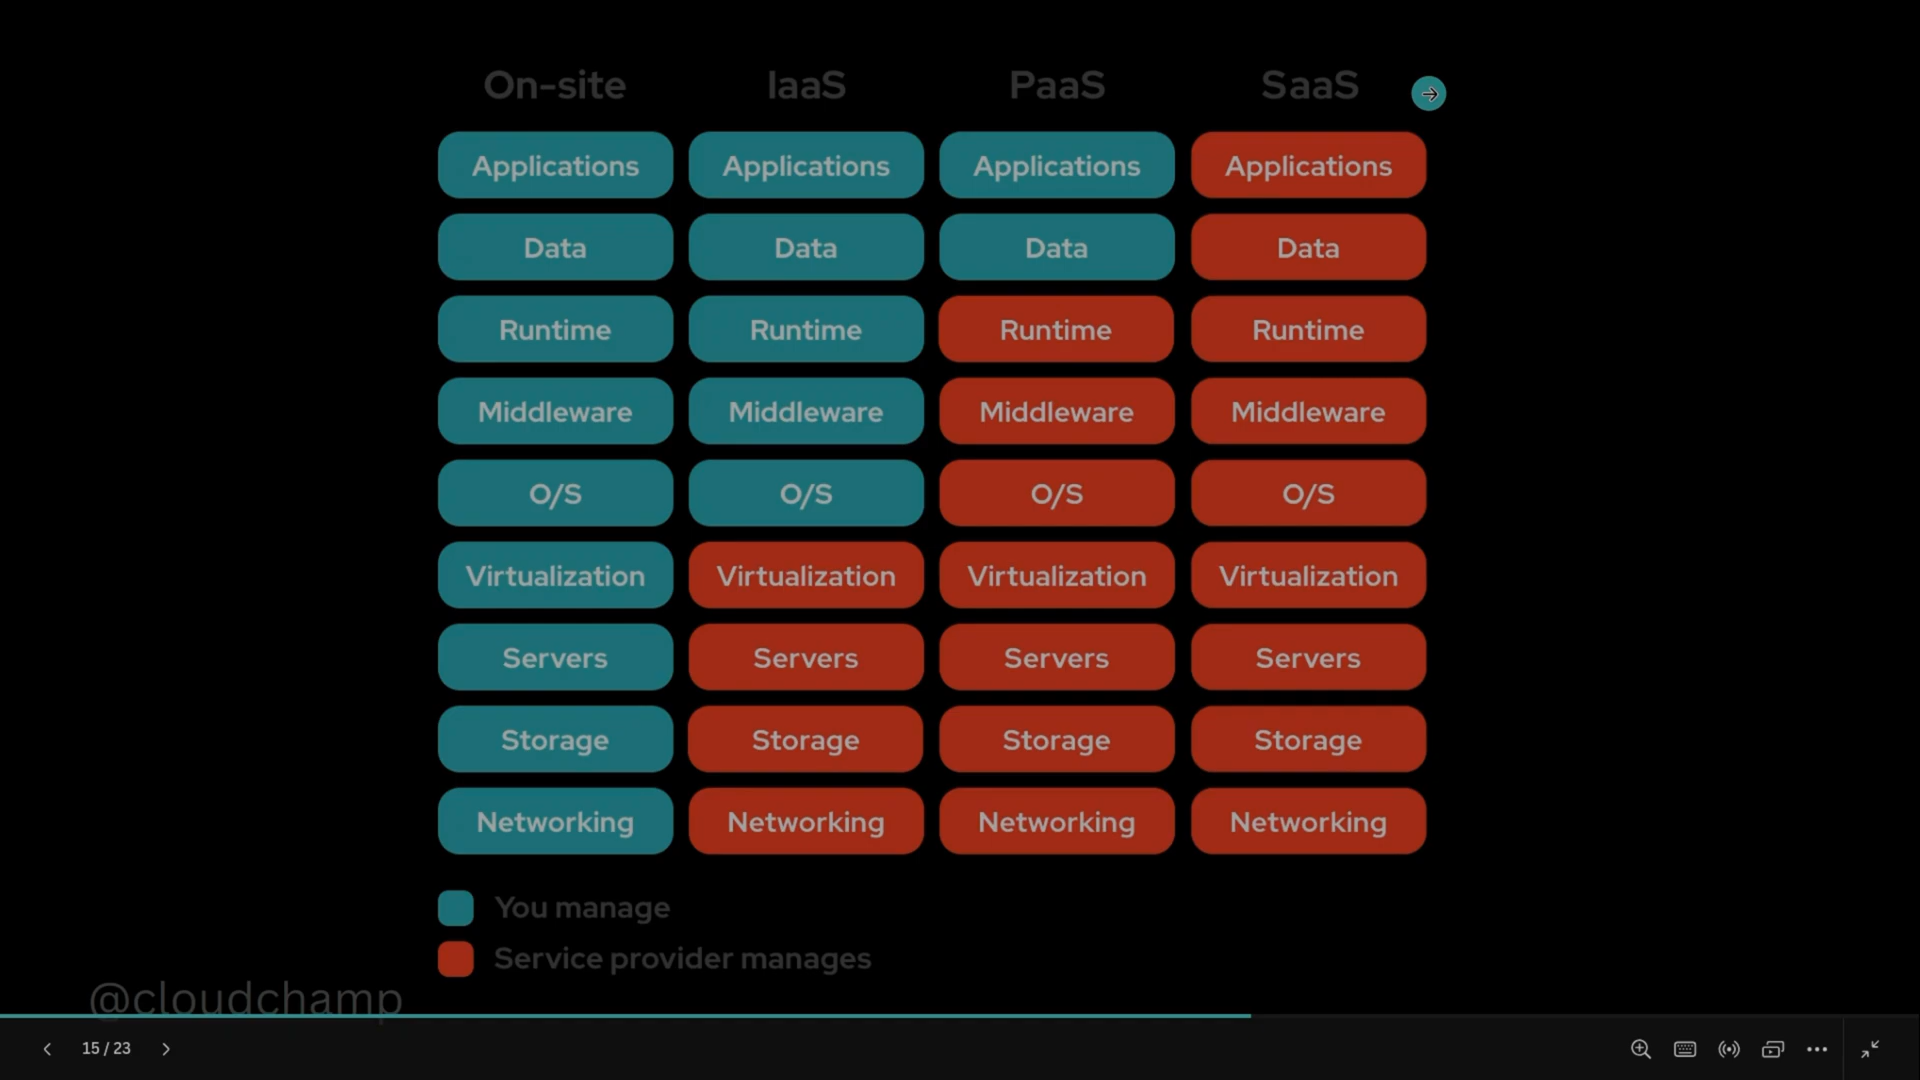 On-site IaaS PaaS SaaS
Applications Applications Applications Applications
Data Data Data Data
Runtime Runtime Runtime Runtime
Middleware Middleware Middleware Middleware
O/S O/S O/S O/S
Virtualization Virtualization Virtualization Virtualization
Servers Servers Servers Servers
Storage Storage Storage Storage
Networking Networking Networking Networking
You manage
Service provider manages
@cloudchamp
15 / 23